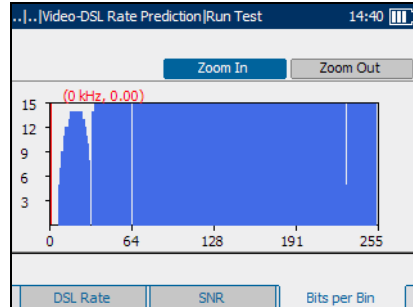 ..|..|Video-DSL Rate Prediction|Run Test 14:40
Zoom In Zoom Out
(0 kHz, 0.00)
15
12
9
6
3
0 64 128 191 255
DSL Rate SNR Bits per Bin